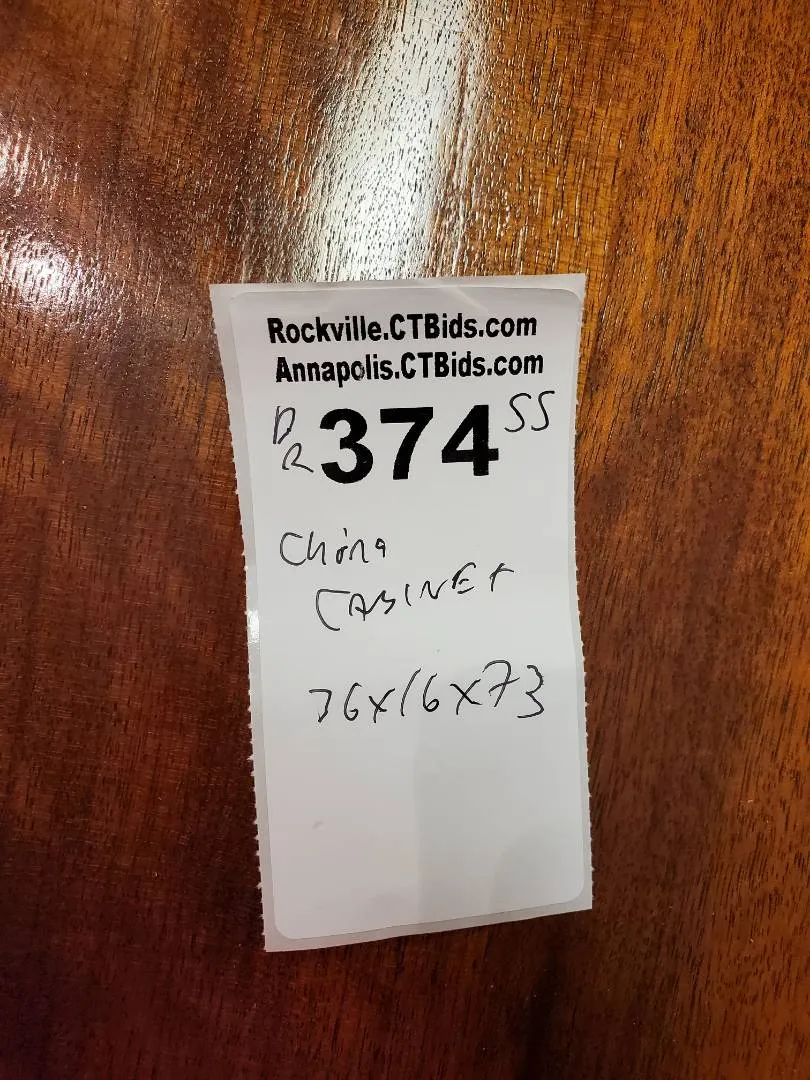 Rockville.CTBids.com
Annapolis.CTBids.com
DR 374 SS
China
CABINET
36x16x73